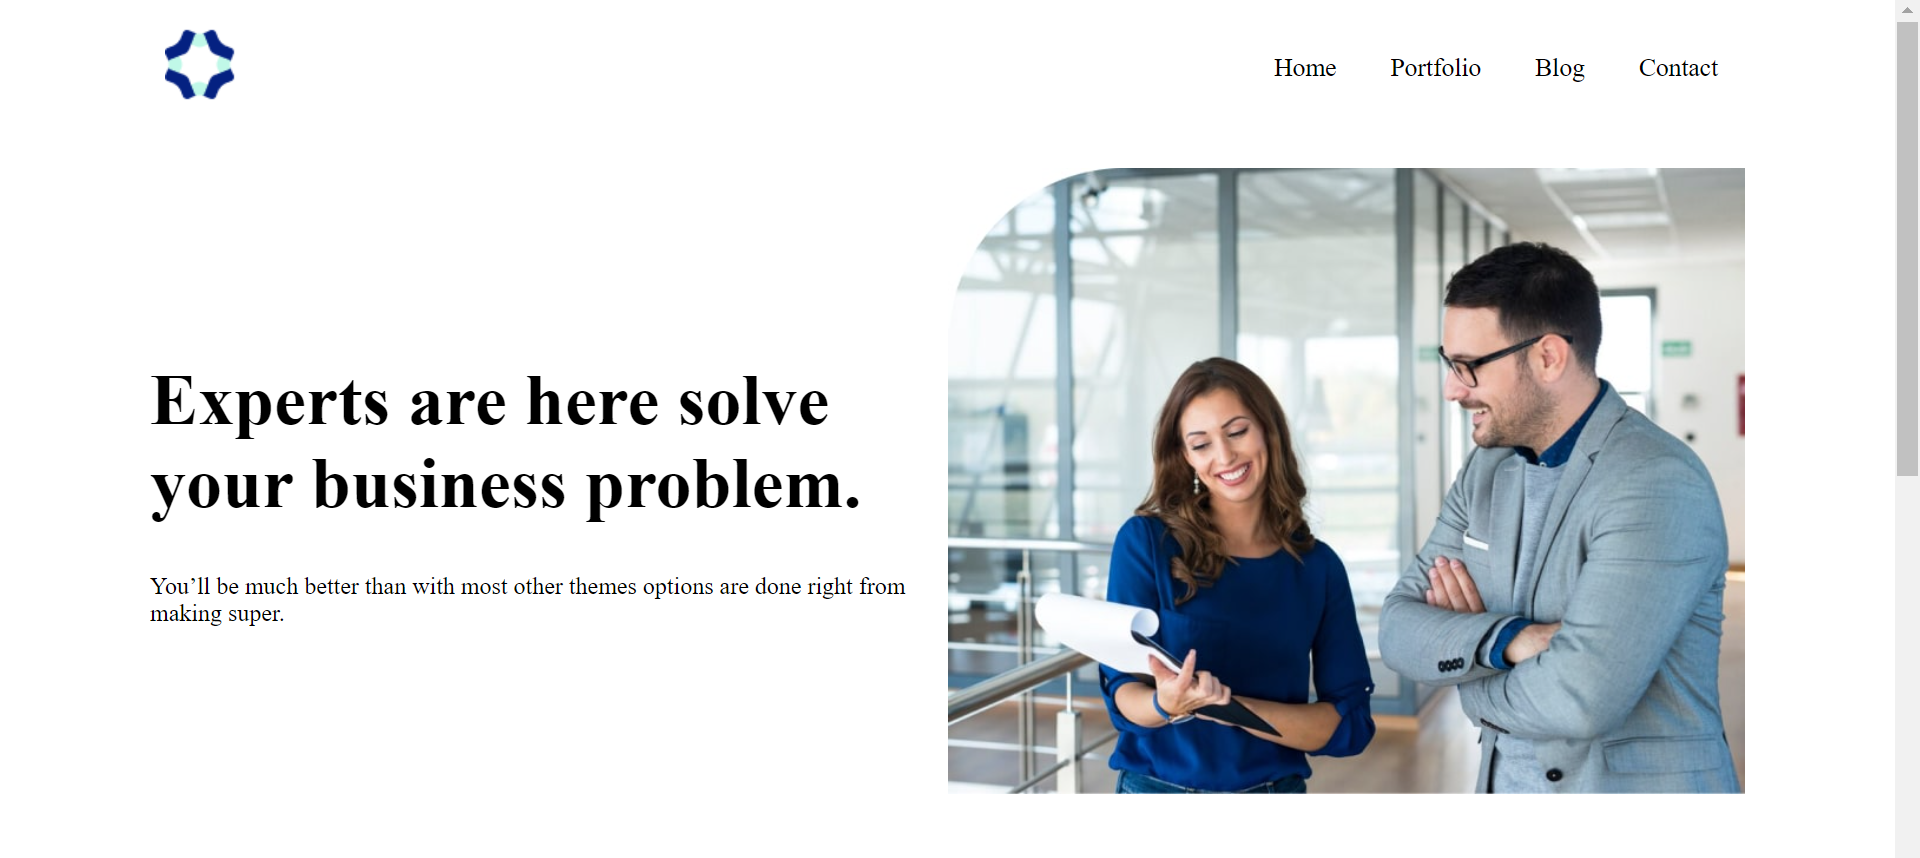 Home Portfolio Blog Contact
Experts are here solve
your business problem.
You’ll be much better than with most other themes options are done right from
making super.